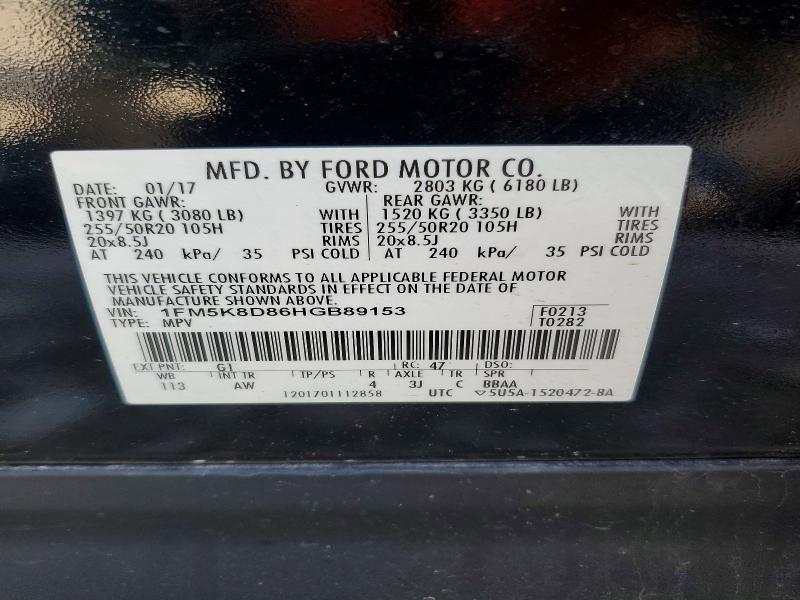 MFD. BY FORD MOTOR CO.
DATE: 01/17 GVWR: 2803 KG ( 6180 LB)
FRONT GAWR: REAR GAWR:
1397 KG ( 3080 LB) WITH 1520 KG ( 3350 LB) WITH
255/50R20 105H TIRES 255/50R20 105H TIRES
20x8.5J RIMS 20x8.5J RIMS
AT 240 kPa/ 35 PSI COLD AT 240 kPa/ 35 PSI COLD
THIS VEHICLE CONFORMS TO ALL APPLICABLE FEDERAL MOTOR
VEHICLE SAFETY STANDARDS IN EFFECT ON THE DATE OF
MANUFACTURE SHOWN ABOVE.
VIN: 1FM5K8D86HGB89153 F0213
TYPE: MPV T0282
EXT PNT: G1 RC: 47 DSO:
WB INT TR TP/PS R AXLE TR SPR
113 AW 4 3J C BBAA
1201701112858 UTC ▽5U5A-1520472-BA